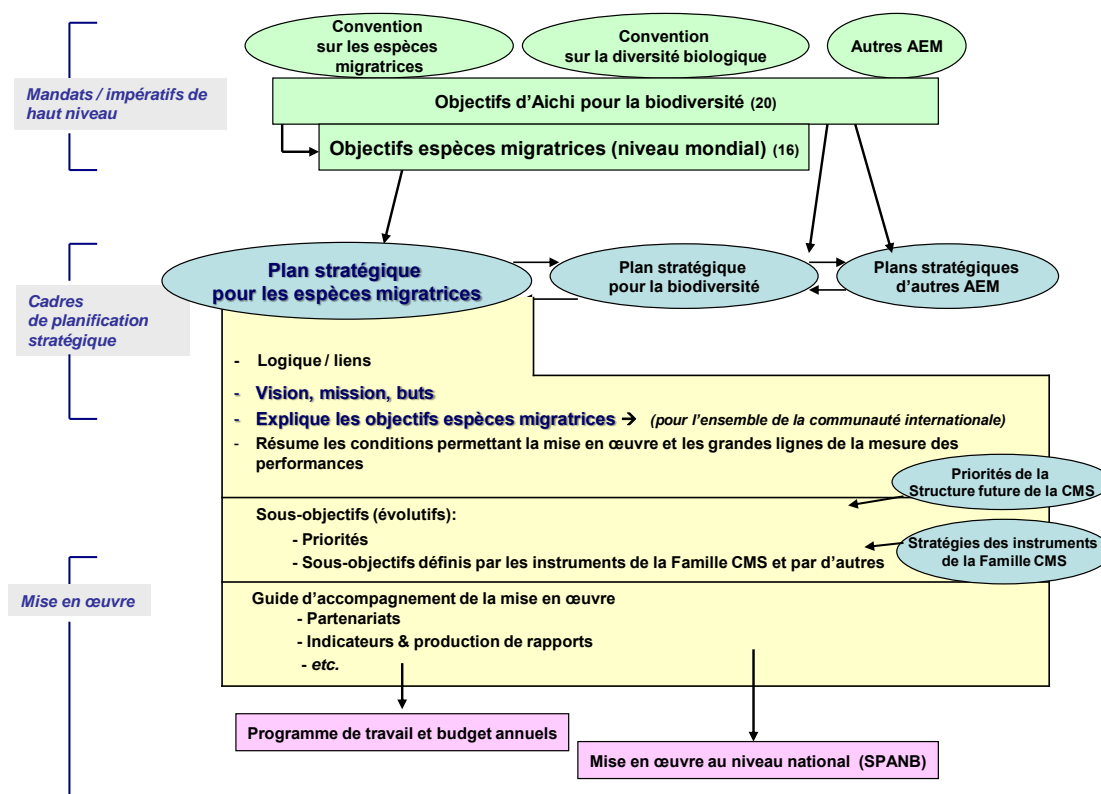 Convention
sur les espèces
migratrices
Convention
sur la diversité biologique
Autres AEM
Mandats / impératifs de
haut niveau
Objectifs d'Aichi pour la biodiversité (20)
Objectifs espèces migratrices (niveau mondial) (16)
Cadres
de planification
stratégique
Plan stratégique
pour les espèces migratrices
Plan stratégique
pour la biodiversité
Plans stratégiques
d'autres AEM
- Logique / liens
- Vision, mission, buts
- Explique les objectifs espèces migratrices → (pour l'ensemble de la communauté internationale)
- Résume les conditions permettant la mise en œuvre et les grandes lignes de la mesure des
performances
Priorités de la
Structure future de la CMS
Sous-objectifs (évolutifs):
- Priorités
- Sous-objectifs définis par les instruments de la Famille CMS et par d'autres
Stratégies des instruments
de la Famille CMS
Mise en œuvre
Guide d'accompagnement de la mise en œuvre
- Partenariats
- Indicateurs & production de rapports
- etc.
Programme de travail et budget annuels
Mise en œuvre au niveau national (SPANB)